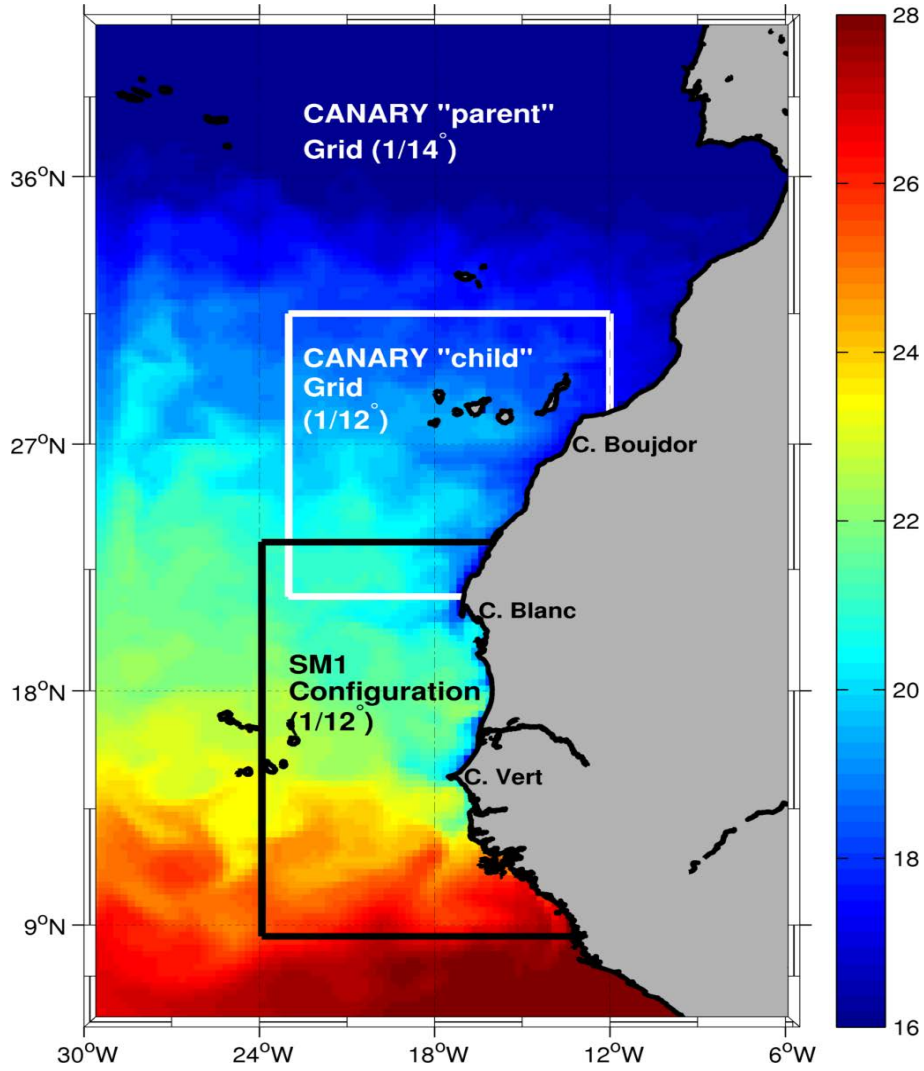 28
CANARY "parent"
Grid (1/14°)
26
36°N
24
CANARY "child"
Grid
(1/12°)
27°N
C. Boujdor
22
C. Blanc
20
SM1
Configuration
(1/12°)
18°N
C. Vert
18
9°N
16
30°W
24°W
18°W
12°W
6°W